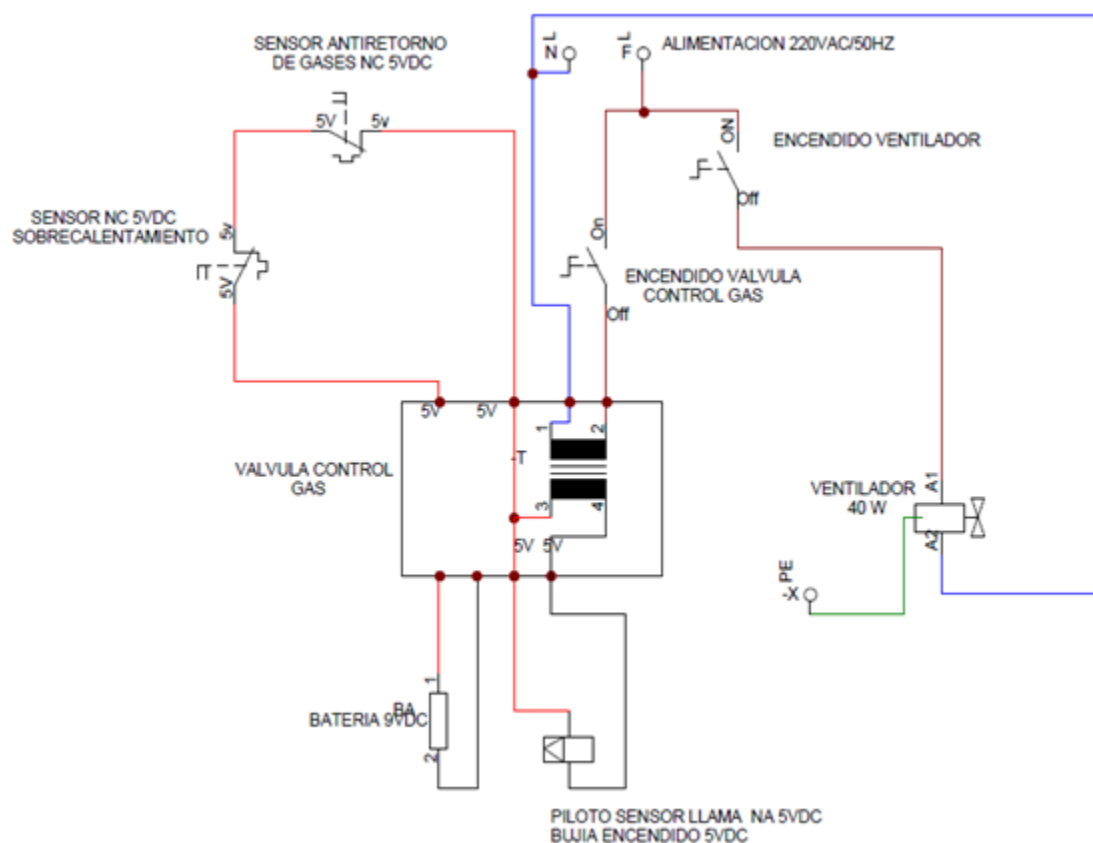 SENSOR ANTIRETORNO
DE GASES NC 5VDC
L
N
L
F
ALIMENTACION 220VAC/50HZ
5V
5v
ON
ENCENDIDO VENTILADOR
Off
SENSOR NC 5VDC
SOBRECALENTAMIENTO
5v
5V
On
ENCENDIDO VALVULA
CONTROL GAS
Off
5V
5V
1
2
-T
VALVULA CONTROL
GAS
3
4
5V
5V
VENTILADOR
40 W
A1
A2
PE
-X
1
BA
BATERIA 9VDC
2
PILOTO SENSOR LLAMA NA 5VDC
BUJIA ENCENDIDO 5VDC